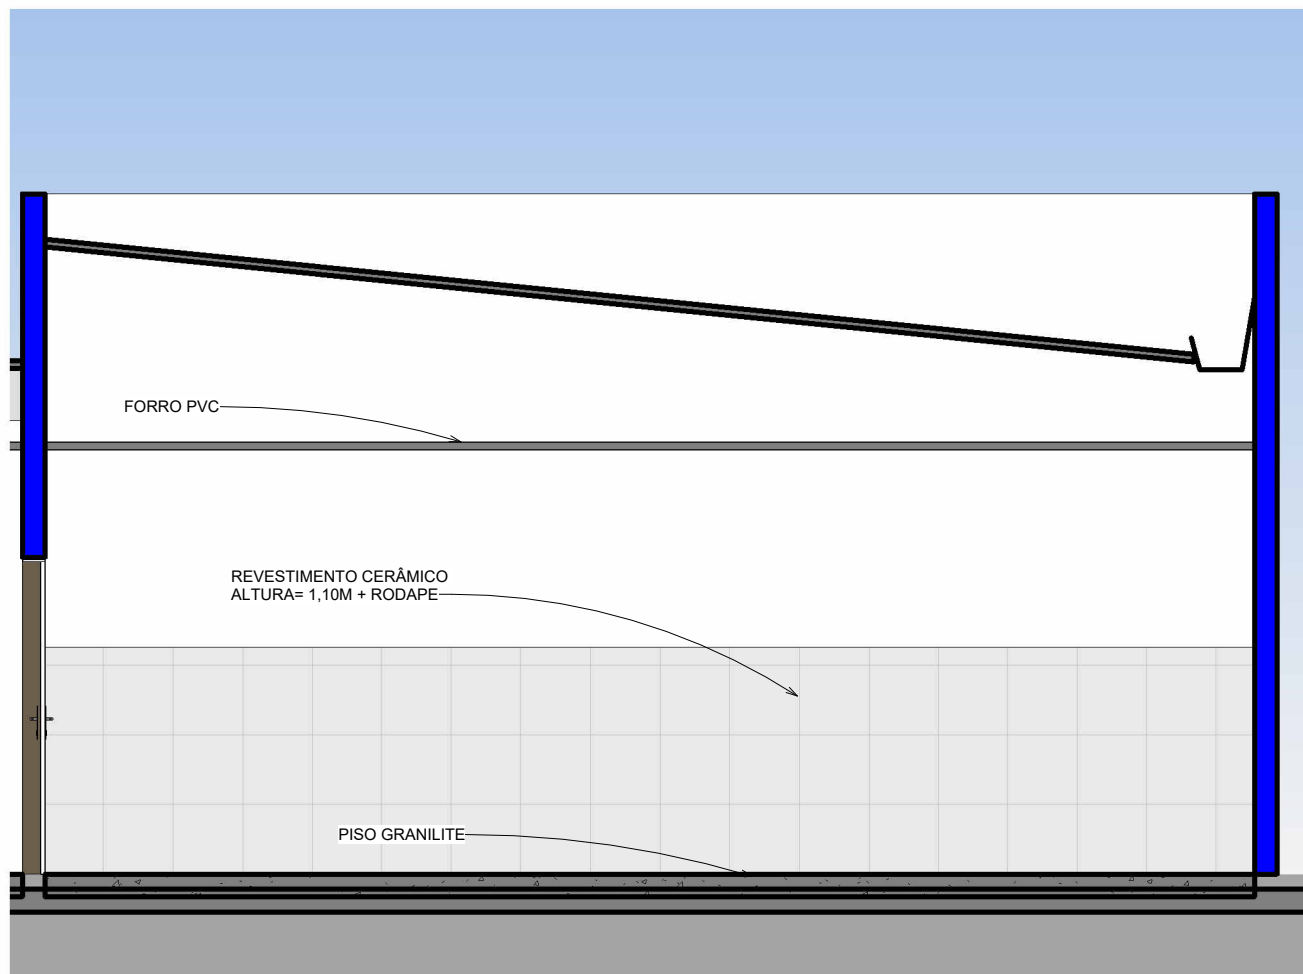 FORRO PVC
REVESTIMENTO CERÂMICO
ALTURA= 1,10M + RODAPE
PISO GRANILITE